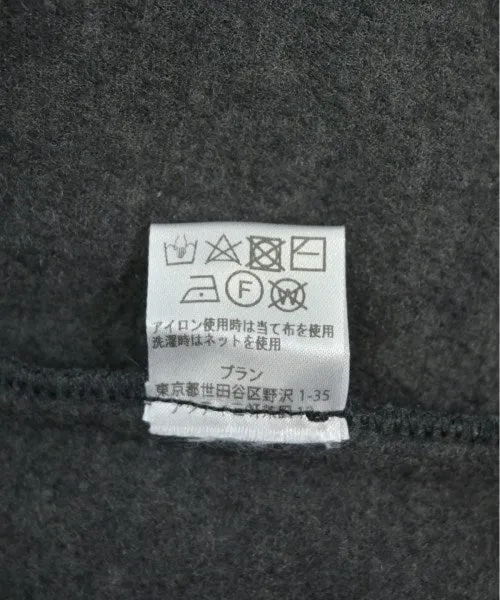 F W
アイロン使用時は当て布を使用
洗濯時はネットを使用
ブラン
東京都世田谷区野沢1-35